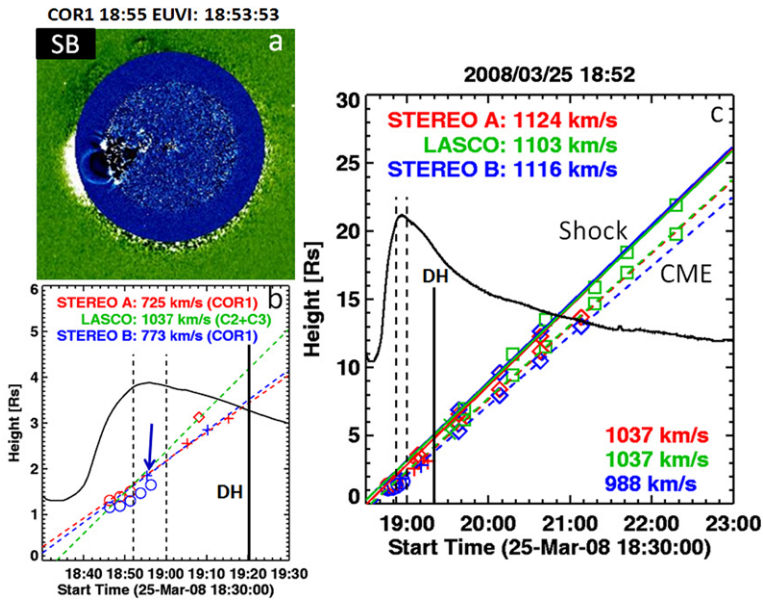 COR1 18:55 EUVI: 18:53:53
SB
a
b
STEREO A: 725 km/s (COR1)
LASCO: 1037 km/s (C2+C3)
STEREO B: 773 km/s (COR1)
Height [Rs]
6
5
4
3
2
1
0
DH
18:40 18:50 19:00 19:10 19:20 19:30
Start Time (25-Mar-08 18:30:00)
2008/03/25 18:52
c
STEREO A: 1124 km/s
LASCO: 1103 km/s
STEREO B: 1116 km/s
Height [Rs]
30
25
20
15
10
5
0
Shock
CME
DH
1037 km/s
1037 km/s
988 km/s
19:00 20:00 21:00 22:00 23:00
Start Time (25-Mar-08 18:30:00)